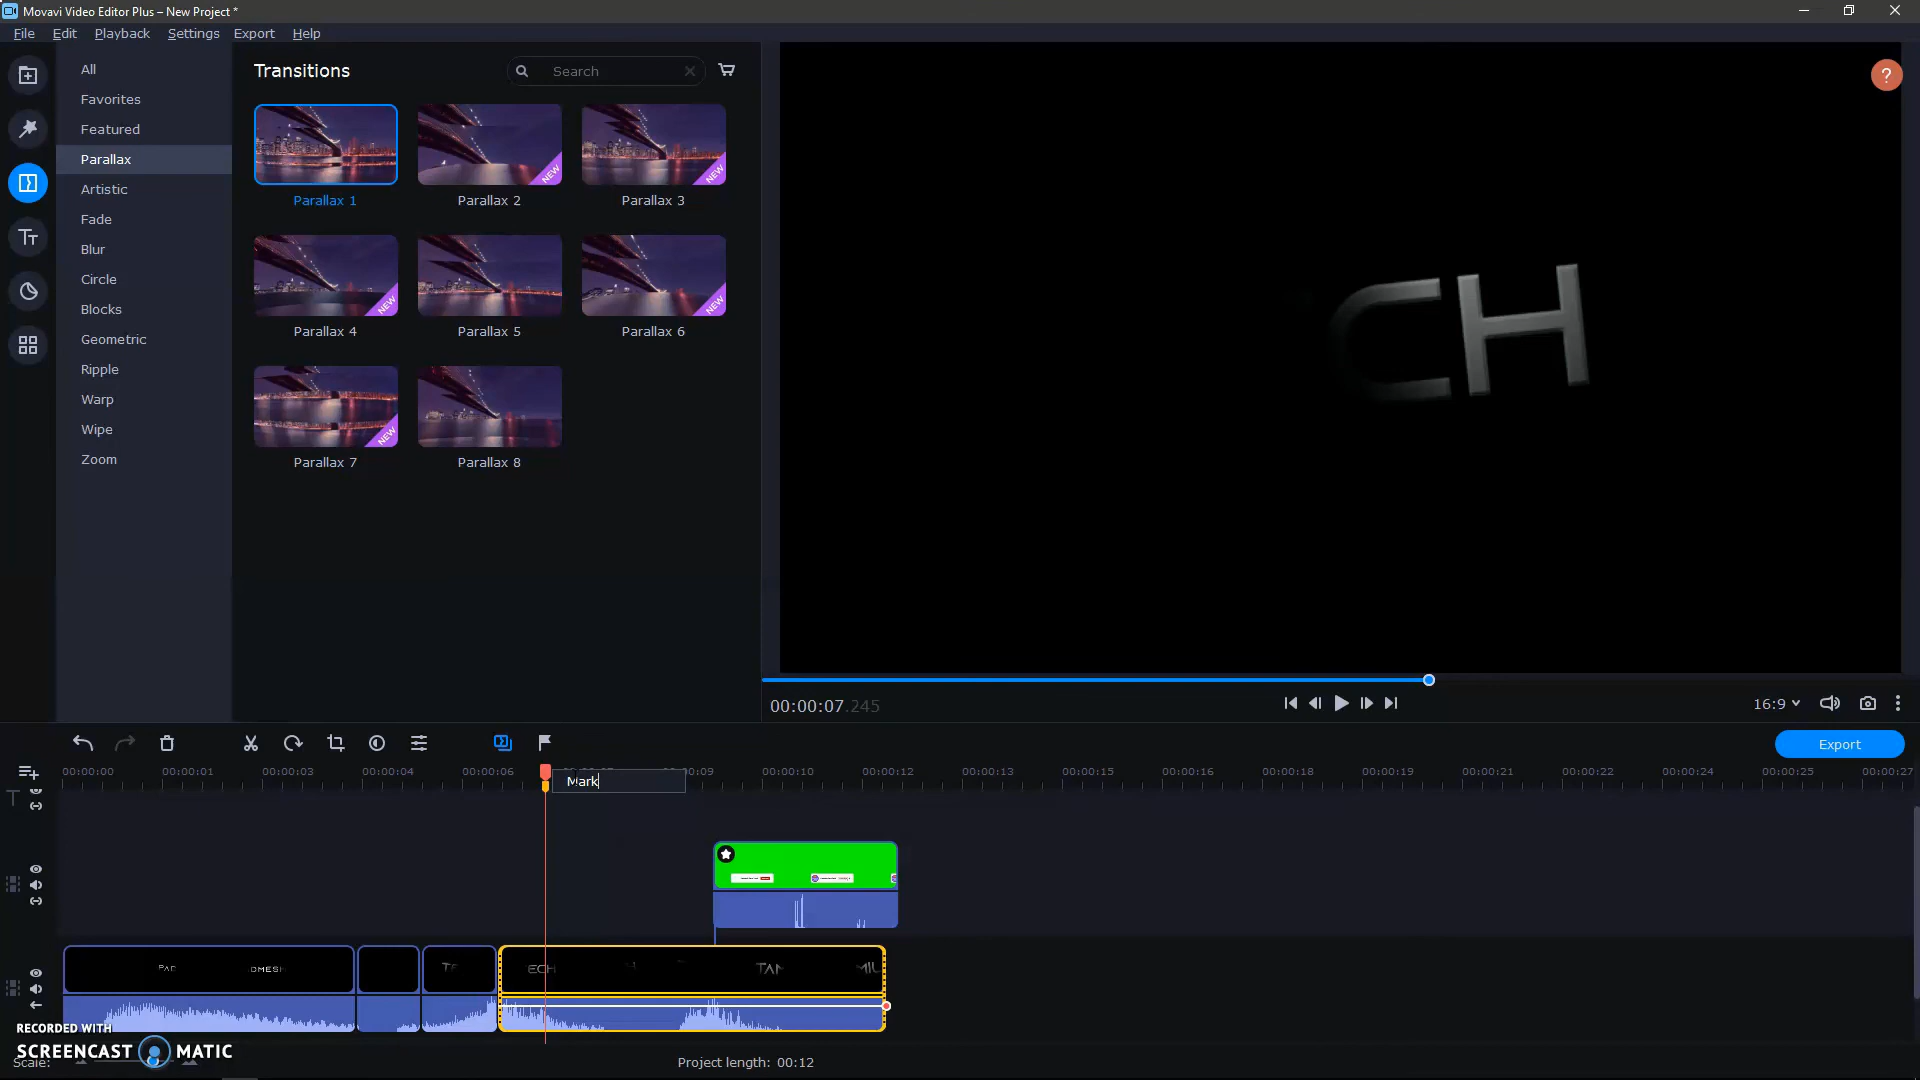 Movavi Video Editor Plus – New Project *
File Edit Playback Settings Export Help
All
Favorites
Featured
Parallax
Artistic
Fade
Blur
Circle
Blocks
Geometric
Ripple
Warp
Wipe
Zoom
Transitions
Search
Parallax 1
NEW
Parallax 2
NEW
Parallax 3
NEW
Parallax 4
Parallax 5
NEW
Parallax 6
NEW
Parallax 7
Parallax 8
?
CH
00:00:07.245
16:9
Export
00:00:00 00:00:01 00:00:03 00:00:04 00:00:06 00:00:09 00:00:10 00:00:12 00:00:13 00:00:15 00:00:16 00:00:18 00:00:19 00:00:21 00:00:22 00:00:24 00:00:25 00:00:27
Mark
ECH
RECORDED WITH
SCREENCAST MATIC
Scale:
Project length: 00:12